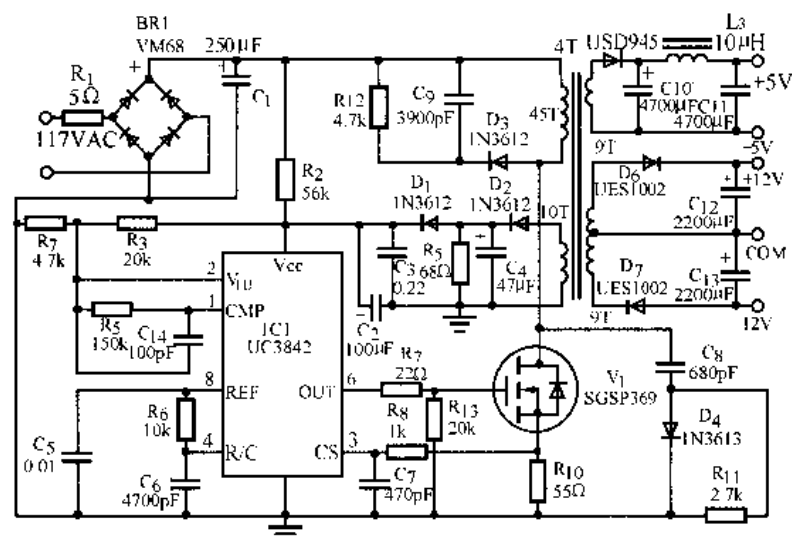 BR1
VM68
R1
5Ω
117VAC
250μF
C1
R12
4.7k
C9
3900pF
D3
1N3612
4T
45T
USD945
L3
10μH
+5V
C10
4700μF
C11
4700μF
-5V
9T
D6
UES1002
+12V
C12
2200μF
COM
C13
2200μF
D7
UES1002
9T
12V
R2
56k
D1
1N3612
D2
1N3612
10T
R7
4.7k
R3
20k
Vcc
C3
0.22
R5
68Ω
C4
47μF
C2
100μF
2
1
CMP
R5
150k
C14
100pF
IC1
UC3842
8
REF
OUT
6
R7
22Ω
V1
SGSP369
C8
680pF
R6
10k
4
R/C
CS
3
R8
1k
R13
20k
D4
1N3613
C5
0.01
C6
4700pF
C7
470pF
R10
55Ω
R11
2.7k